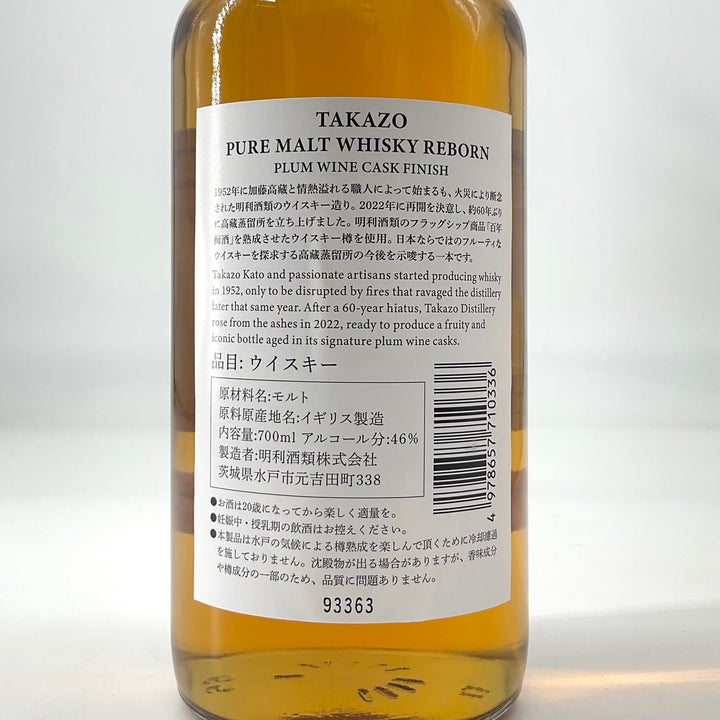 TAKAZO
PURE MALT WHISKY REBORN
PLUM WINE CASK FINISH
1952年に加藤高蔵と情熱溢れる職人によって始まるも、火災により断念
された明利酒類のウイスキー造り。2022年に再開を決意し、約60年ぶり
に高蔵蒸留所を立ち上げました。明利酒類のフラッグシップ商品「百年
梅酒」を熟成させたウイスキー樽を使用。日本ならではのフルーティな
ウイスキーを探求する高蔵蒸留所の今後を示唆する一本です。
Takazo Kato and passionate artisans started producing whisky
in 1952, only to be disrupted by fires that ravaged the distillery
later that same year. After a 60-year hiatus, Takazo Distillery
rose from the ashes in 2022, ready to produce a fruity and
iconic bottle aged in its signature plum wine casks.
品目: ウイスキー
原材料名:モルト
原料原産地名:イギリス製造
内容量:700ml アルコール分:46%
製造者:明利酒類株式会社
茨城県水戸市元吉田町338
4 978657 710336
●お酒は20歳になってから楽しく適量を。
●妊娠中・授乳期の飲酒はお控えください。
●本製品は水戸の気候による樽熟成を楽しんで頂くために冷却濾過
を施しておりません。沈殿物が出る場合がありますが、香味成分
や樽成分の一部のため、品質に問題ありません。
93363